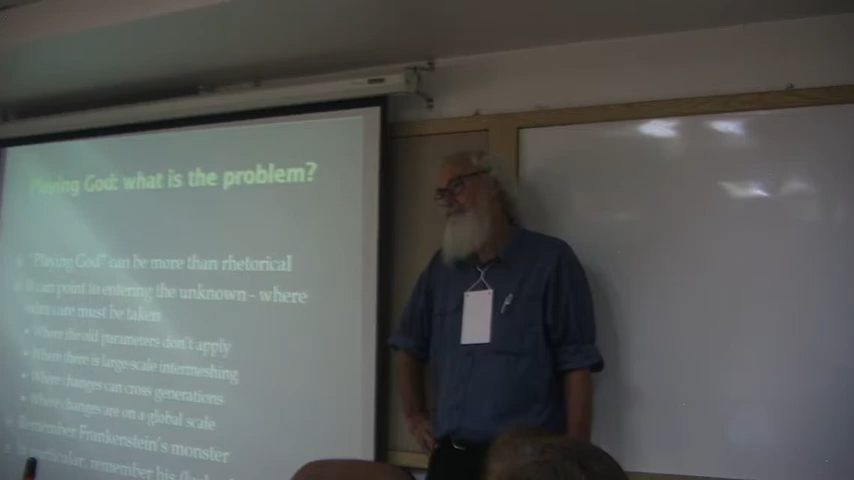 Playing God: what is the problem?
"Playing God" can be more than rhetorical
It can point to entering the unknown – where
extra care must be taken
• Where the old parameters don't apply
• Where there is large-scale intermeshing
• Where changes can cross generations
• Where changes are on a global scale
Remember Frankenstein's monster
particular, remember his